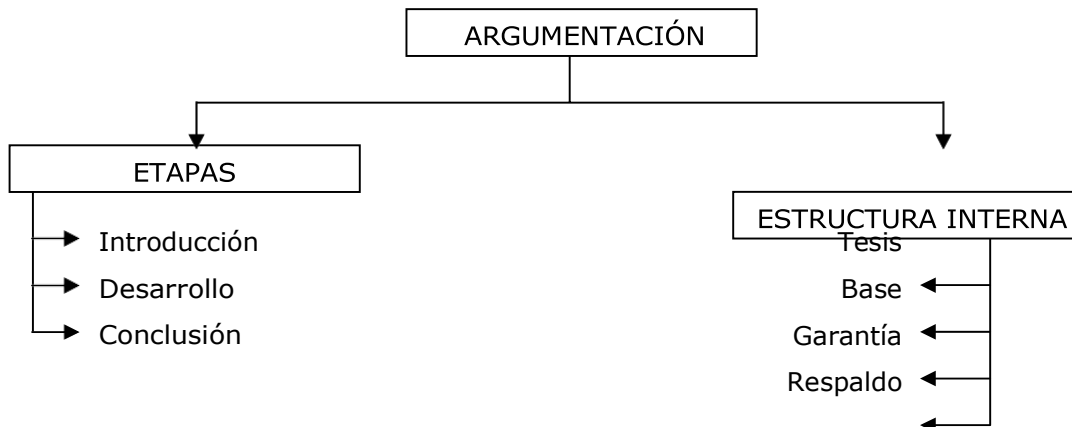 ARGUMENTACIÓN
ETAPAS
Introducción
Desarrollo
Conclusión
ESTRUCTURA INTERNA
Tesis
Base
Garantía
Respaldo